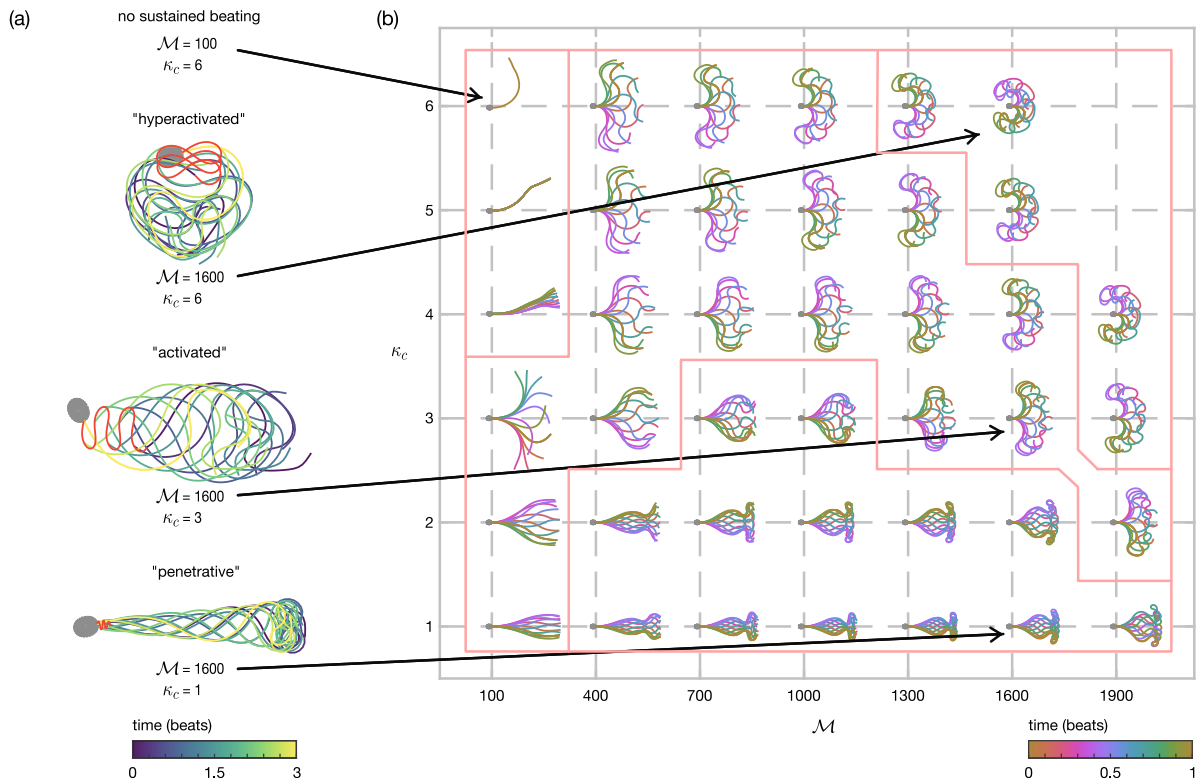 (a)
no sustained beating
ℳ = 100
κc = 6
"hyperactivated"
ℳ = 1600
κc = 6
"activated"
ℳ = 1600
κc = 3
"penetrative"
ℳ = 1600
κc = 1
time (beats)
0 1.5 3
(b)
κc
6
5
4
3
2
1
100 400 700 1000 1300 1600 1900
ℳ
time (beats)
0 0.5 1